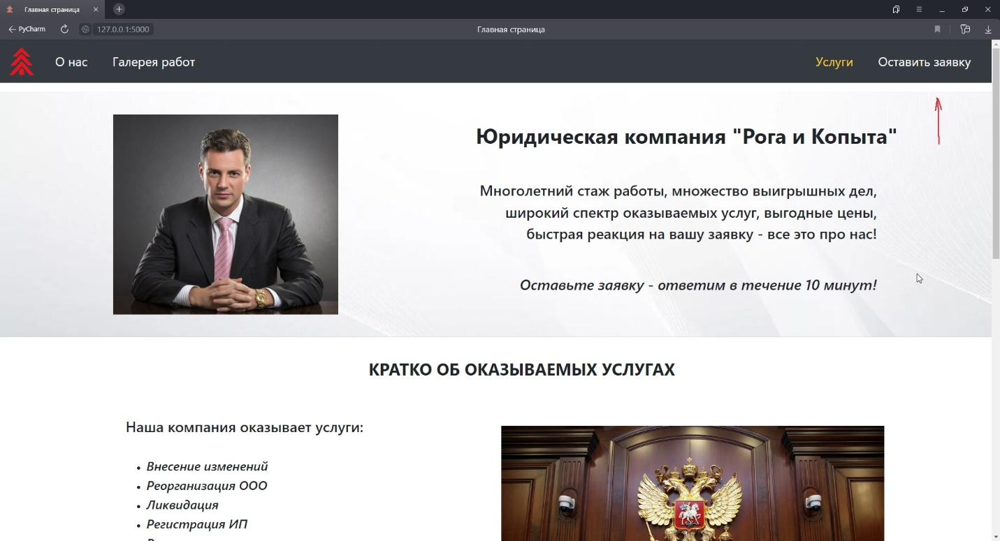 Главная страница
PyCharm
127.0.0.1:5000
Главная страница
О нас
Галерея работ
Услуги
Оставить заявку
Юридическая компания "Рога и Копыта"
Многолетний стаж работы, множество выигрышных дел,
широкий спектр оказываемых услуг, выгодные цены,
быстрая реакция на вашу заявку - все это про нас!
Оставьте заявку - ответим в течение 10 минут!
КРАТКО ОБ ОКАЗЫВАЕМЫХ УСЛУГАХ
Наша компания оказывает услуги:
• Внесение изменений
• Реорганизация ООО
• Ликвидация
• Регистрация ИП